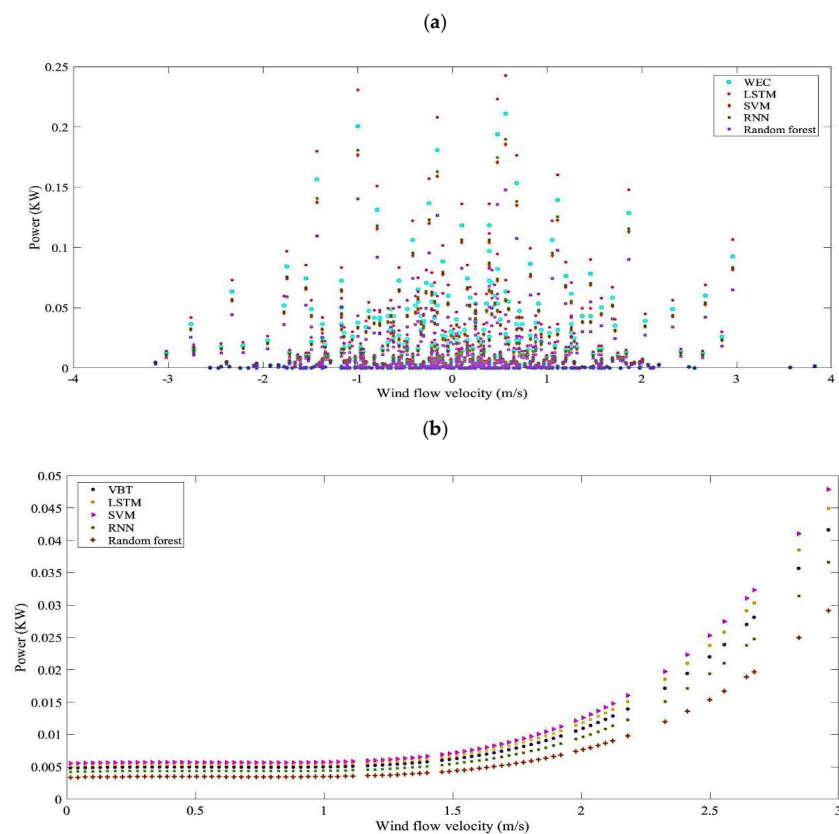 (a)
0.25
0.2
0.15
0.1
0.05
0
Power (KW)
WEC
LSTM
SVM
RNN
Random forest
-4 -3 -2 -1 0 1 2 3 4
Wind flow velocity (m/s)
(b)
0.05
0.045
0.04
0.035
0.03
0.025
0.02
0.015
0.01
0.005
0
Power (KW)
VBT
LSTM
SVM
RNN
Random forest
0 0.5 1 1.5 2 2.5 3
Wind flow velocity (m/s)